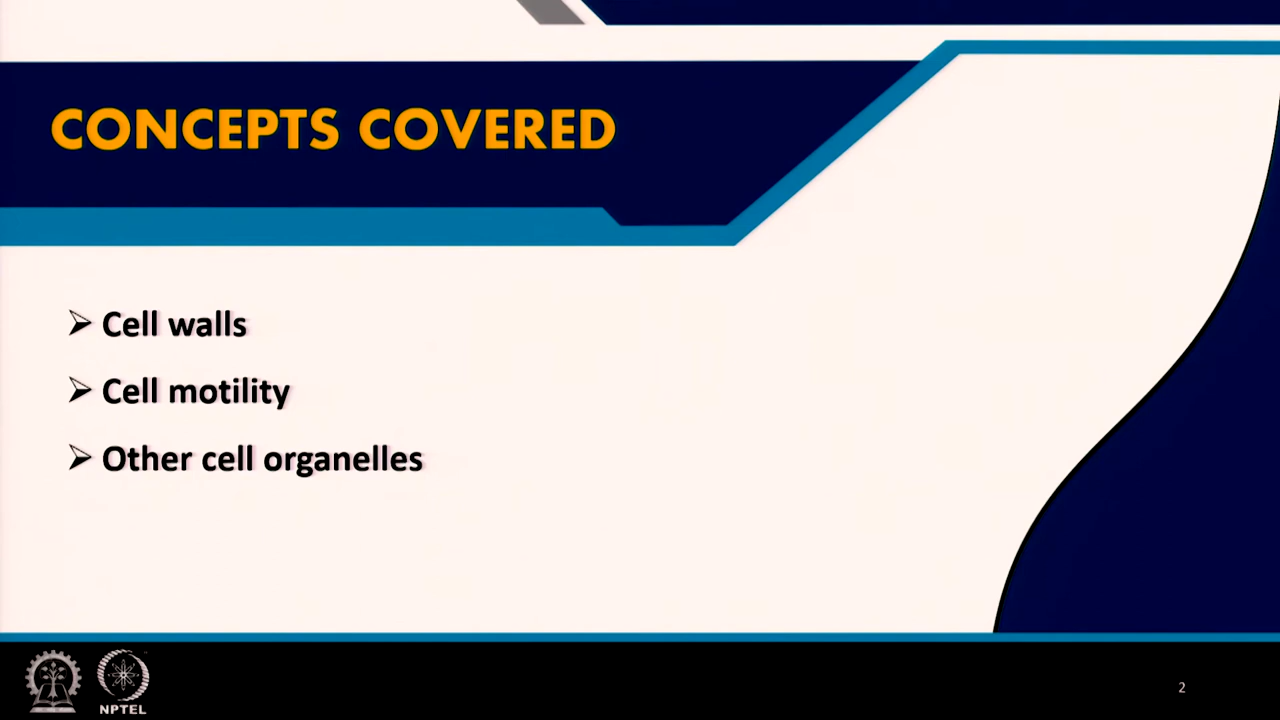 CONCEPTS COVERED
➢ Cell walls
➢ Cell motility
➢ Other cell organelles
NPTEL
2